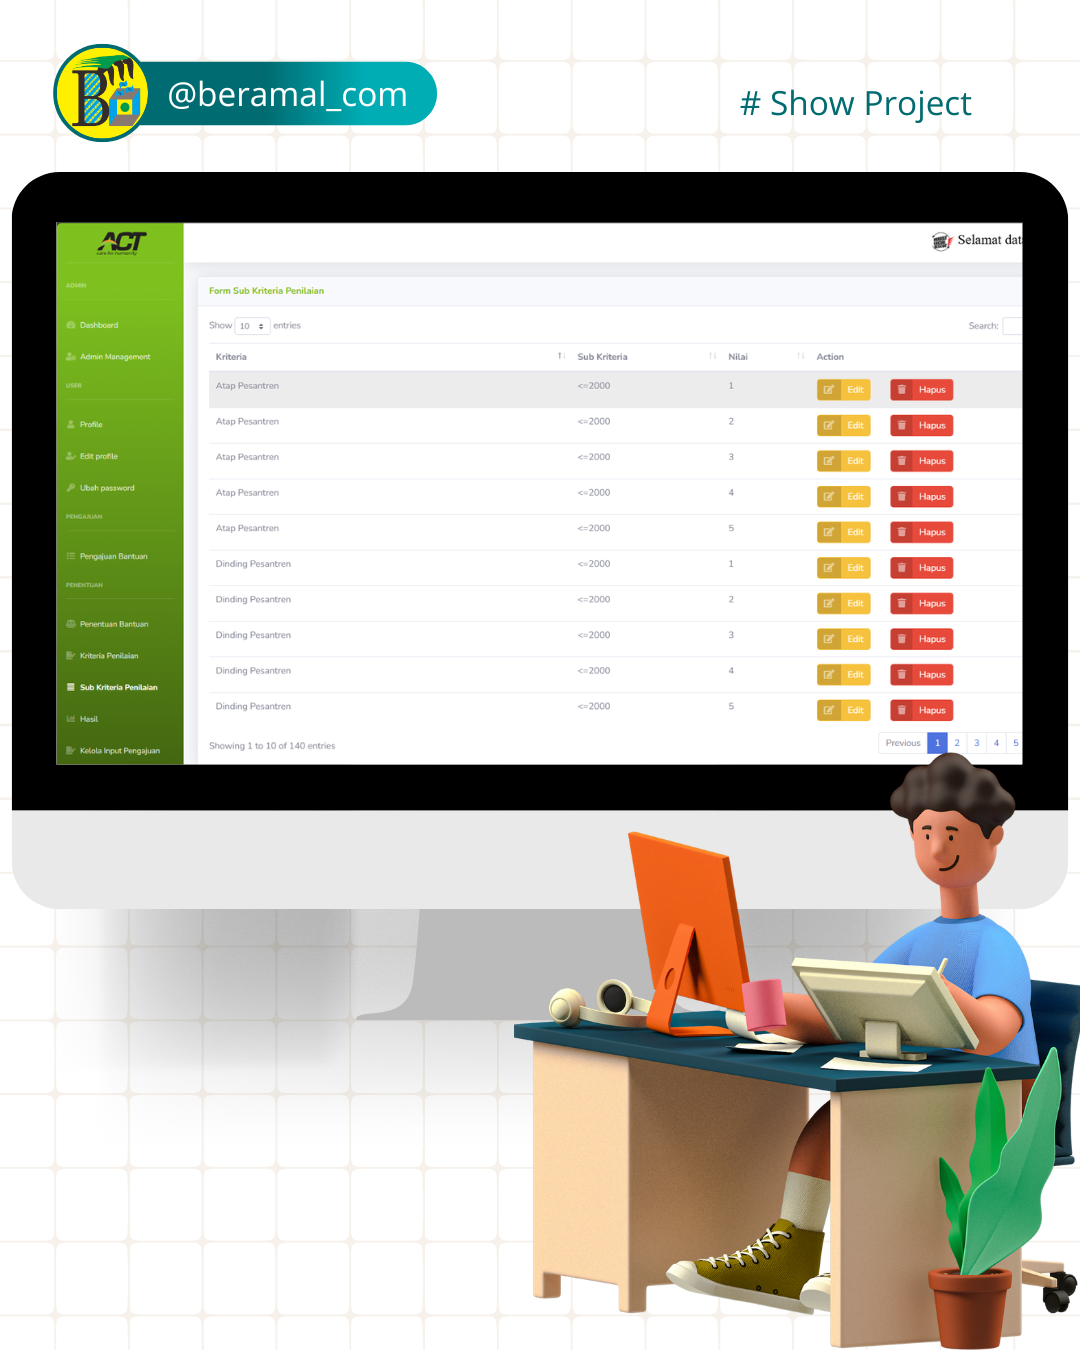 @beramal_com
# Show Project
ACT
care for humanity
ADMIN
Dashboard
Admin Management
USER
Profile
Edit profile
Ubah password
PENGAJUAN
Pengajuan Bantuan
PENENTUAN
Penentuan Bantuan
Kriteria Penilaian
Sub Kriteria Penilaian
Hasil
Kelola Input Pengajuan
Selamat dat
Form Sub Kriteria Penilaian
Show 10 entries
Search:
Kriteria Sub Kriteria Nilai Action
Atap Pesantren <=2000 1 Edit Hapus
Atap Pesantren <=2000 2 Edit Hapus
Atap Pesantren <=2000 3 Edit Hapus
Atap Pesantren <=2000 4 Edit Hapus
Atap Pesantren <=2000 5 Edit Hapus
Dinding Pesantren <=2000 1 Edit Hapus
Dinding Pesantren <=2000 2 Edit Hapus
Dinding Pesantren <=2000 3 Edit Hapus
Dinding Pesantren <=2000 4 Edit Hapus
Dinding Pesantren <=2000 5 Edit Hapus
Showing 1 to 10 of 140 entries
Previous 1 2 3 4 5